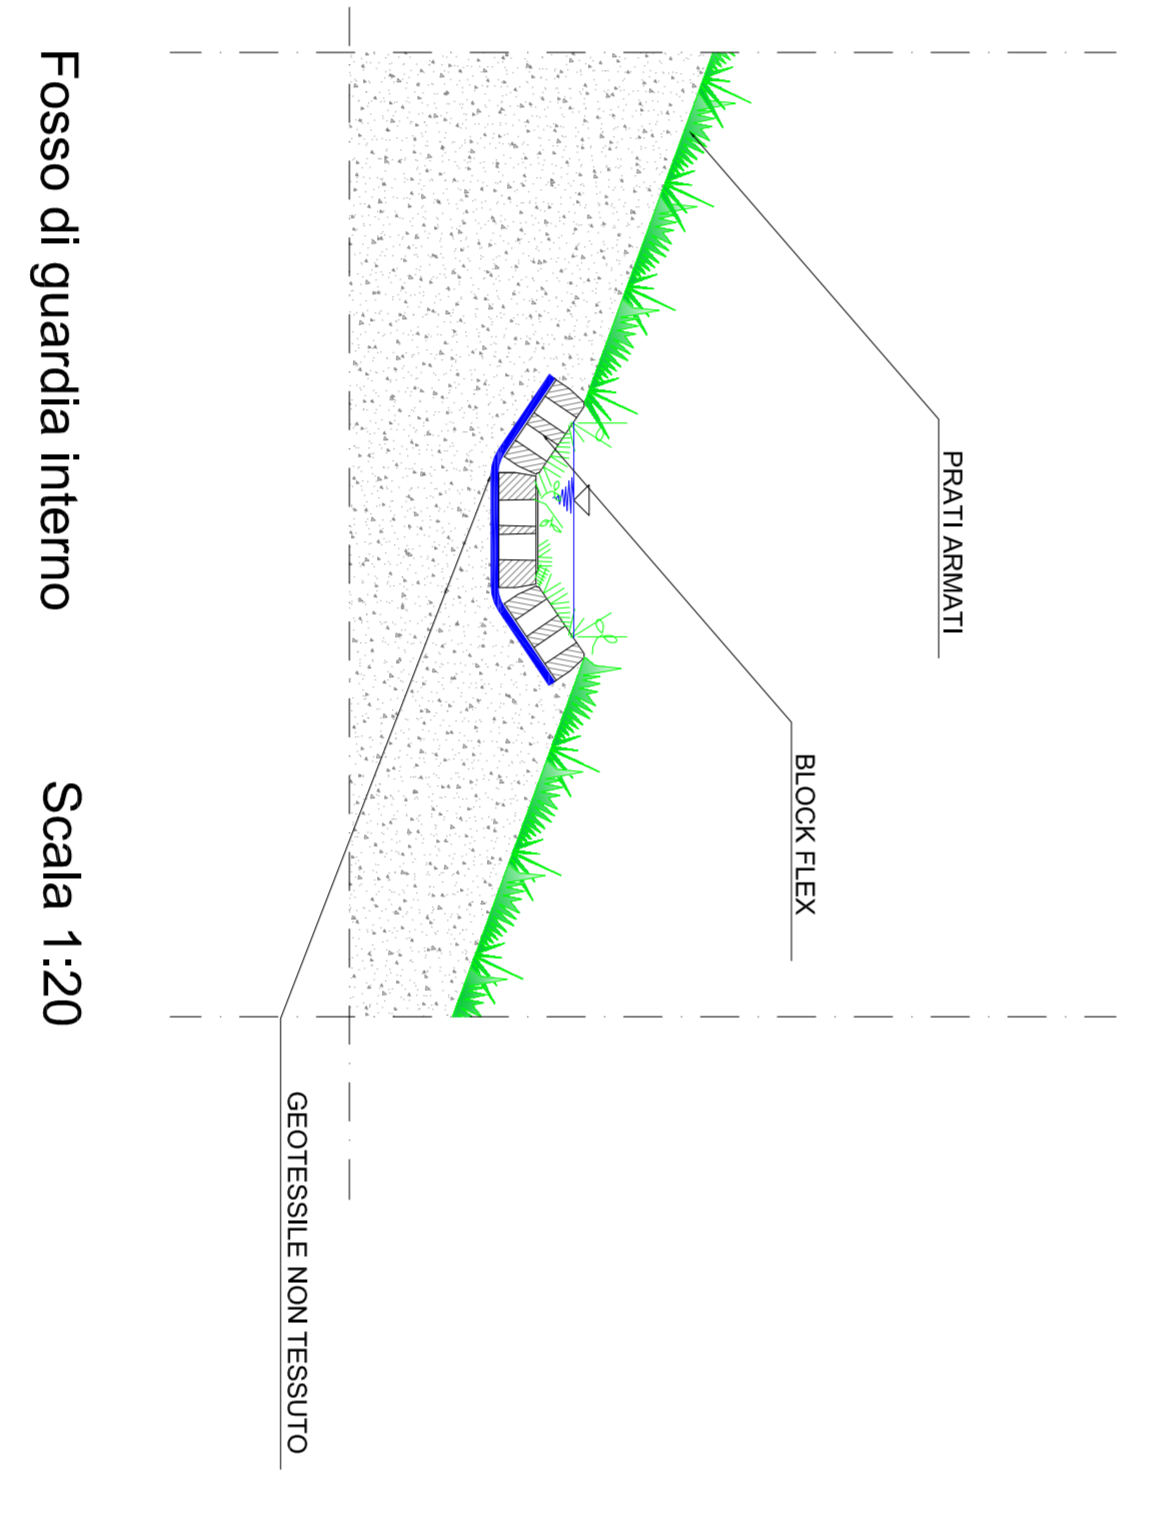 PRATI ARMATI
BLOCK FLEX
GEOTESSILE NON TESSUTO
Fosso di guardia interno Scala 1:20